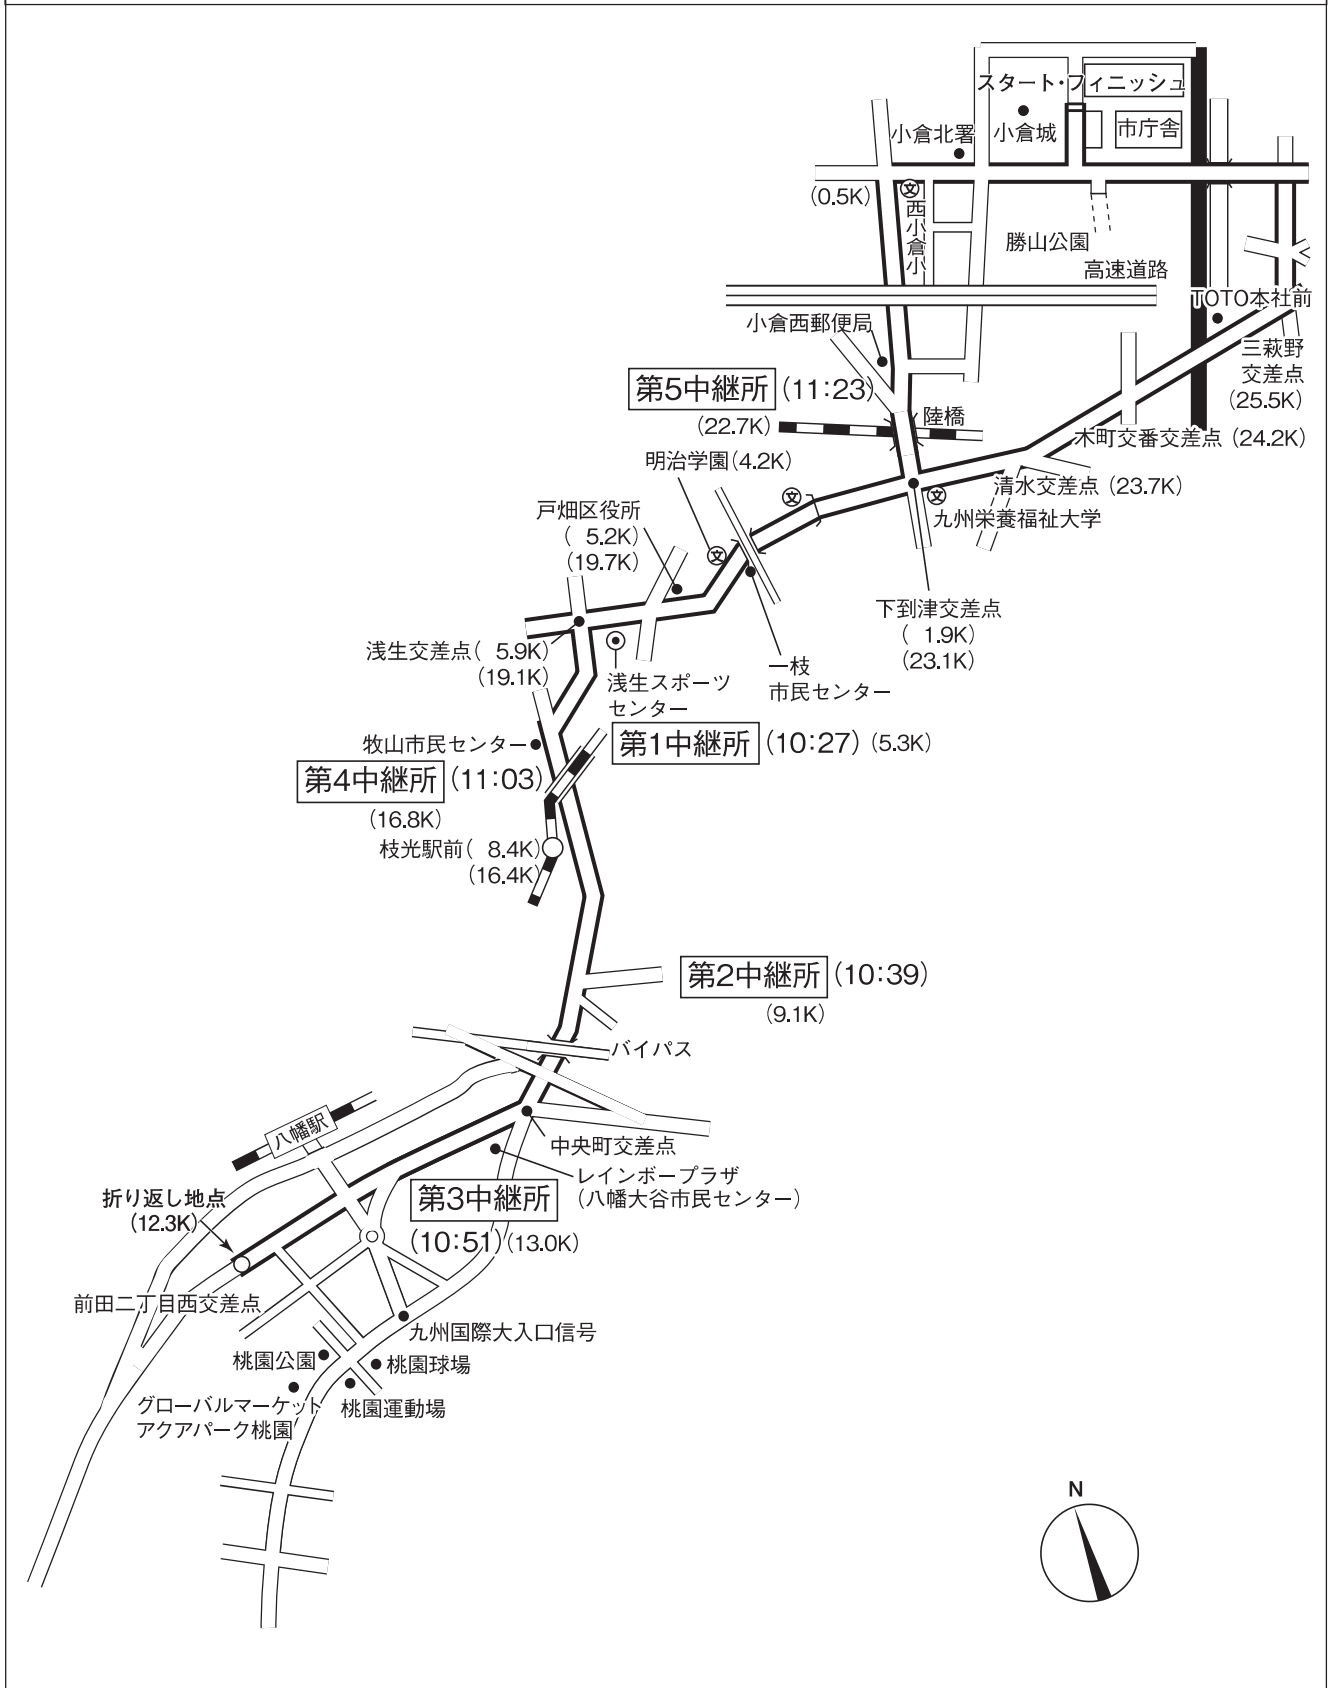 スタート・フィニッシュ
小倉北署
小倉城
市庁舎
(0.5K)
文
西小倉小
勝山公園
高速道路
TOTO本社前
小倉西郵便局
三萩野
交差点
(25.5K)
第5中継所 (11:23)
(22.7K)
陸橋
木町交番交差点 (24.2K)
明治学園(4.2K)
清水交差点 (23.7K)
文
文
九州栄養福祉大学
戸畑区役所
( 5.2K)
(19.7K)
文
下到津交差点
( 1.9K)
(23.1K)
浅生交差点( 5.9K)
(19.1K)
浅生スポーツ
センター
一枝
市民センター
牧山市民センター
第1中継所 (10:27) (5.3K)
第4中継所 (11:03)
(16.8K)
枝光駅前( 8.4K)
(16.4K)
第2中継所 (10:39)
(9.1K)
バイパス
八幡駅
中央町交差点
レインボープラザ
(八幡大谷市民センター)
折り返し地点
(12.3K)
第3中継所
(10:51) (13.0K)
前田二丁目西交差点
九州国際大入口信号
桃園公園
桃園球場
グローバルマーケット
アクアパーク桃園
桃園運動場
N